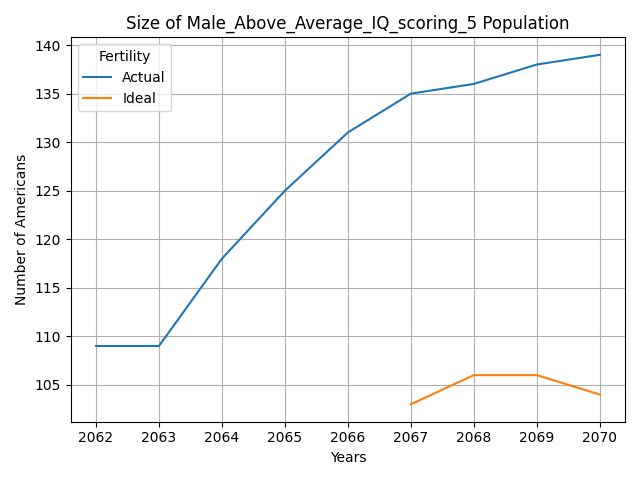 Size of Male_Above_Average_IQ_scoring_5 Population
Fertility
Actual
Ideal
Number of Americans
140
135
130
125
120
115
110
105
2062 2063 2064 2065 2066 2067 2068 2069 2070
Years